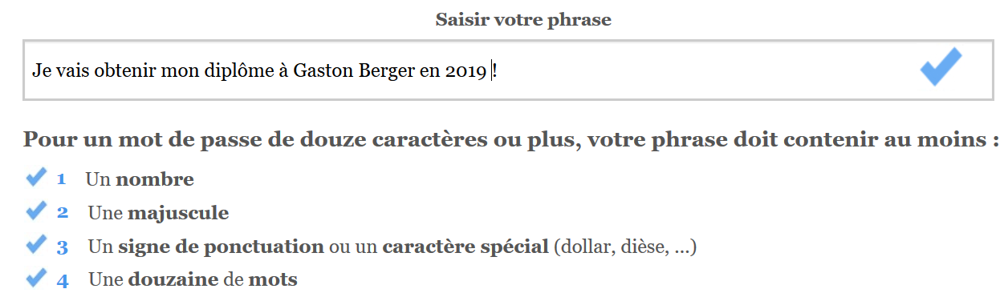 Saisir votre phrase
Je vais obtenir mon diplôme à Gaston Berger en 2019 !
Pour un mot de passe de douze caractères ou plus, votre phrase doit contenir au moins :
1 Un nombre
2 Une majuscule
3 Un signe de ponctuation ou un caractère spécial (dollar, dièse, ...)
4 Une douzaine de mots